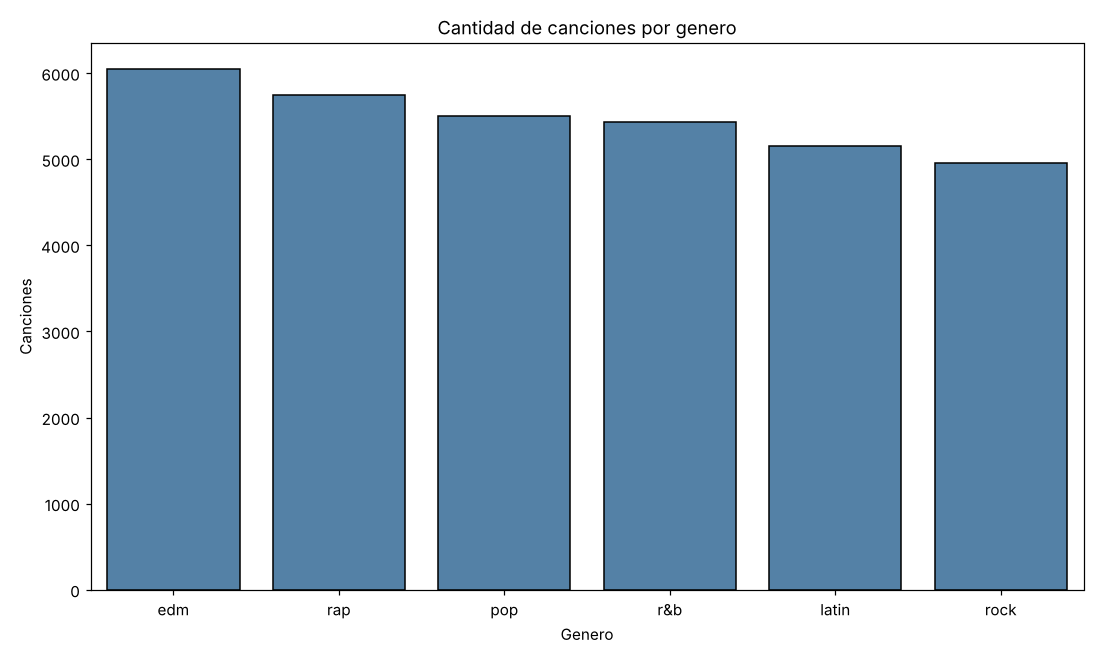 Cantidad de canciones por genero
Canciones
6000
5000
4000
3000
2000
1000
0
edm rap pop r&b latin rock
Genero